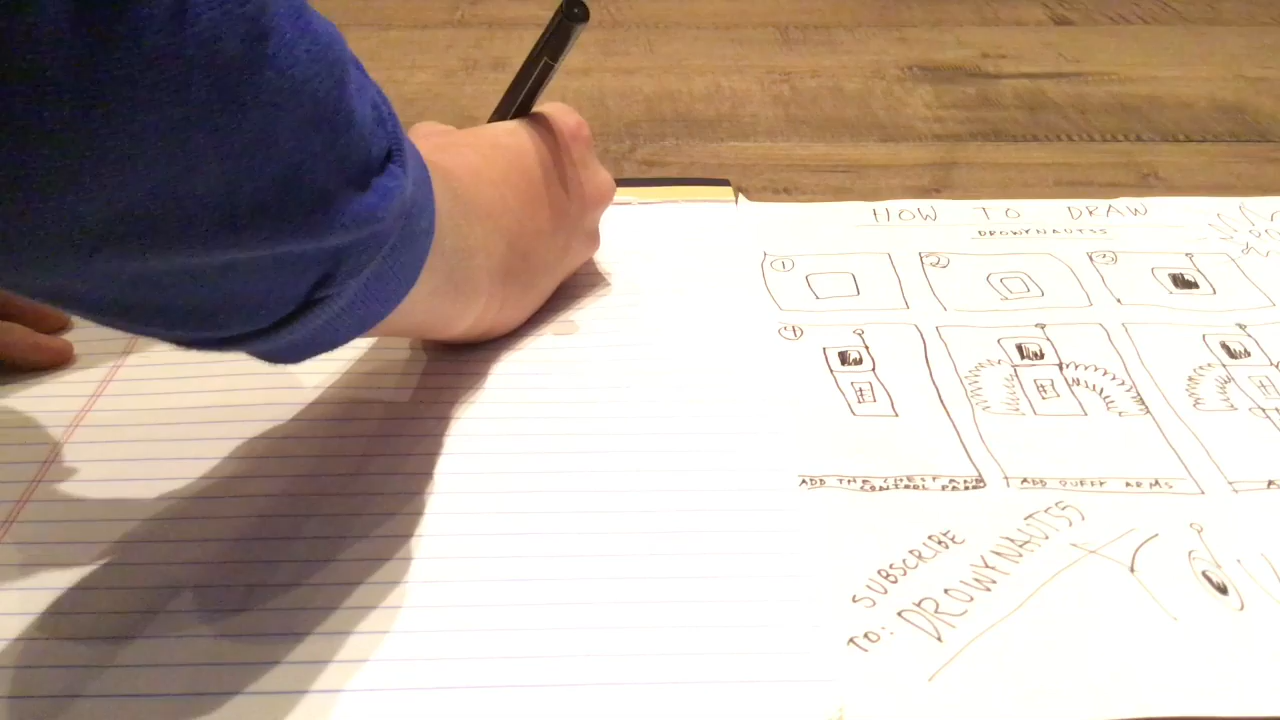 HOW TO DRAW
DROWYNAUTSS
1
2
3
4
ADD THE CHEST AND
CONTROL PAD
ADD PUFFY ARMS
SUBSCRIBE
TO: DROWYNAUTSS